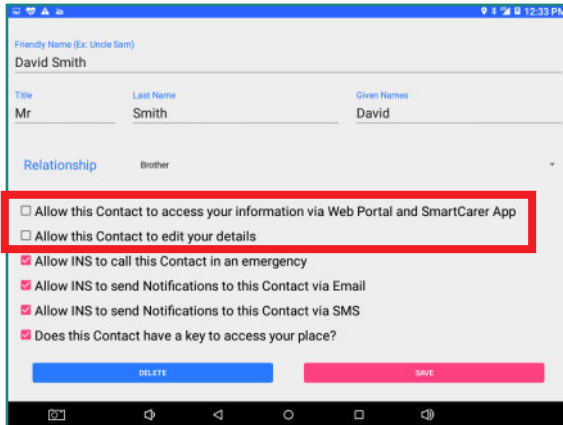 12:33 PM
Friendly Name (Ex: Uncle Sam)
David Smith
Title Last Name Given Names
Mr Smith David
Relationship Brother
Allow this Contact to access your information via Web Portal and SmartCarer App
Allow this Contact to edit your details
Allow INS to call this Contact in an emergency
Allow INS to send Notifications to this Contact via Email
Allow INS to send Notifications to this Contact via SMS
Does this Contact have a key to access your place?
DELETE SAVE